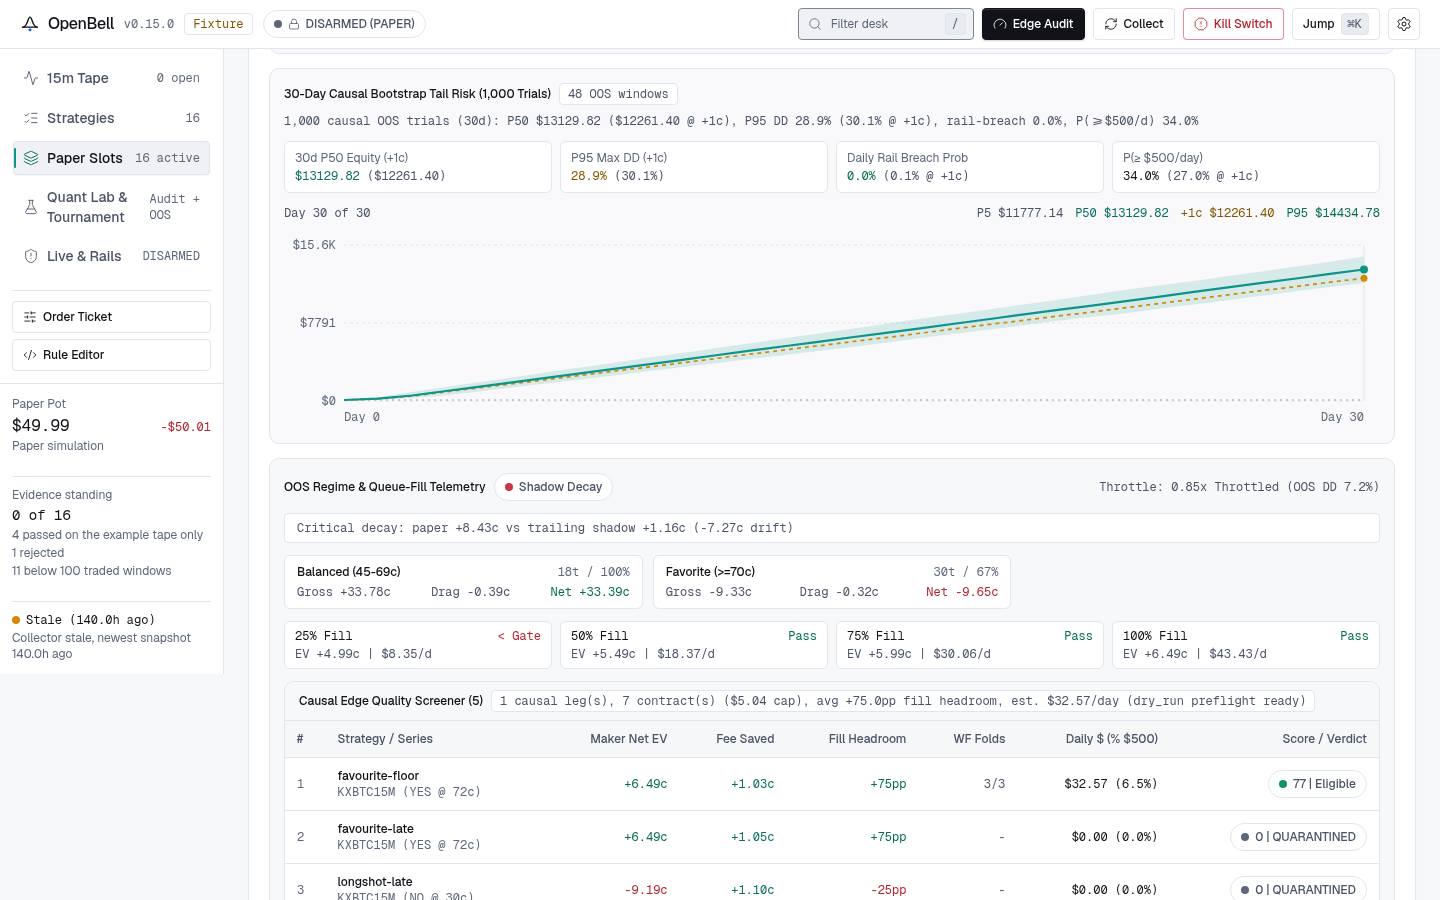 OpenBell v0.15.0 Fixture DISARMED (PAPER) Filter desk / Edge Audit Collect Kill Switch Jump ⌘K
15m Tape 0 open
Strategies 16
Paper Slots 16 active
Quant Lab & Tournament Audit + OOS
Live & Rails DISARMED
Order Ticket
Rule Editor
Paper Pot
$49.99 -$50.01
Paper simulation
Evidence standing
0 of 16
4 passed on the example tape only
1 rejected
11 below 100 traded windows
Stale (140.0h ago)
Collector stale, newest snapshot
140.0h ago
30-Day Causal Bootstrap Tail Risk (1,000 Trials) 48 OOS windows
1,000 causal OOS trials (30d): P50 $13129.82 ($12261.40 @ +1c), P95 DD 28.9% (30.1% @ +1c), rail-breach 0.0%, P(≥$500/d) 34.0%
30d P50 Equity (+1c)
$13129.82 ($12261.40)
P95 Max DD (+1c)
28.9% (30.1%)
Daily Rail Breach Prob
0.0% (0.1% @ +1c)
P(≥ $500/day)
34.0% (27.0% @ +1c)
Day 30 of 30 P5 $11777.14 P50 $13129.82 +1c $12261.40 P95 $14434.78
$15.6K
$7791
$0
Day 0 Day 30
OOS Regime & Queue-Fill Telemetry Shadow Decay Throttle: 0.85x Throttled (OOS DD 7.2%)
Critical decay: paper +8.43c vs trailing shadow +1.16c (-7.27c drift)
Balanced (45-69c) 18t / 100%
Gross +33.78c Drag -0.39c Net +33.39c
Favorite (>=70c) 30t / 67%
Gross -9.33c Drag -0.32c Net -9.65c
25% Fill < Gate
EV +4.99c | $8.35/d
50% Fill Pass
EV +5.49c | $18.37/d
75% Fill Pass
EV +5.99c | $30.06/d
100% Fill Pass
EV +6.49c | $43.43/d
Causal Edge Quality Screener (5) 1 causal leg(s), 7 contract(s) ($5.04 cap), avg +75.0pp fill headroom, est. $32.57/day (dry_run preflight ready)
# Strategy / Series Maker Net EV Fee Saved Fill Headroom WF Folds Daily $ (% $500) Score / Verdict
1 favourite-floor +6.49c +1.03c +75pp 3/3 $32.57 (6.5%) 77 | Eligible
KXBTC15M (YES @ 72c)
2 favourite-late +6.49c +1.05c +75pp - $0.00 (0.0%) 0 | QUARANTINED
KXBTC15M (YES @ 72c)
3 longshot-late -9.19c +1.10c -25pp - $0.00 (0.0%) 0 | QUARANTINED
KXBTC15M (NO @ 30c)